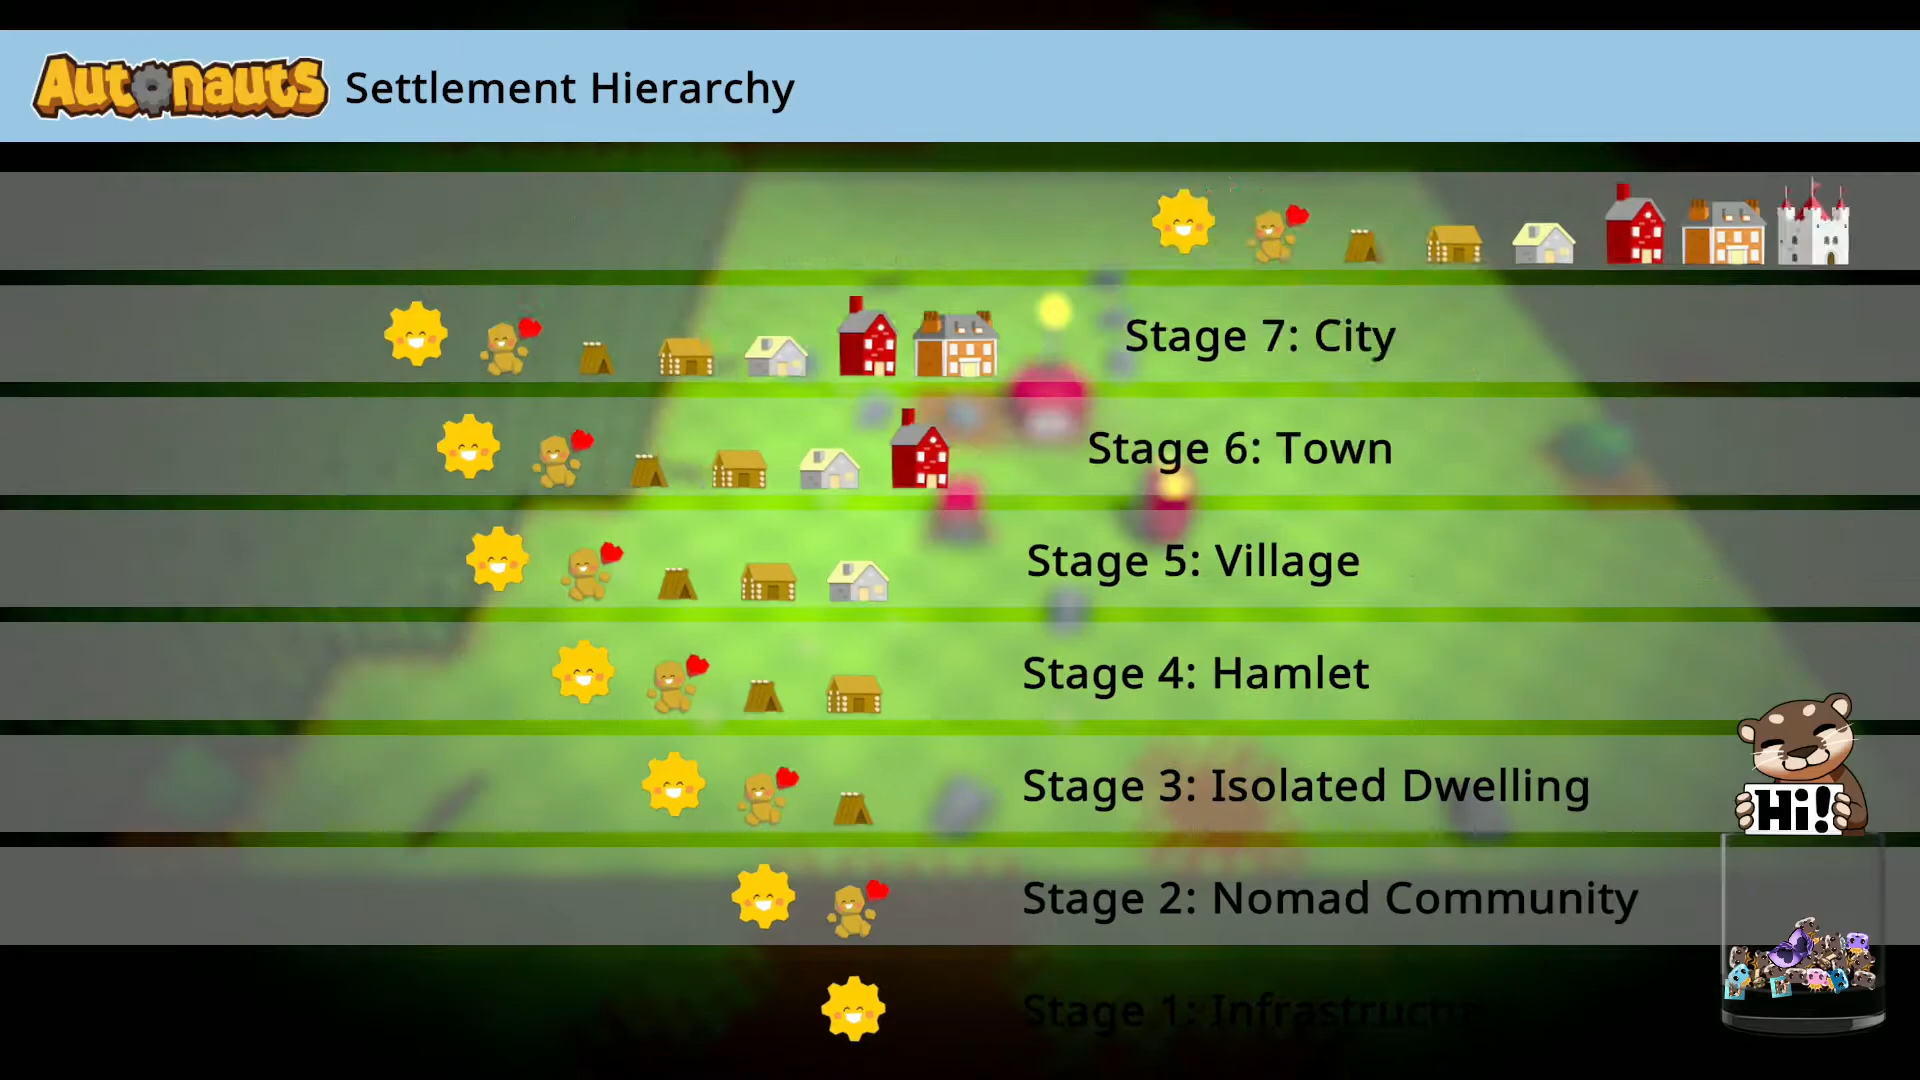 Autonauts Settlement Hierarchy
Stage 7: City
Stage 6: Town
Stage 5: Village
Stage 4: Hamlet
Stage 3: Isolated Dwelling
Hi!
Stage 2: Nomad Community
Stage 1: